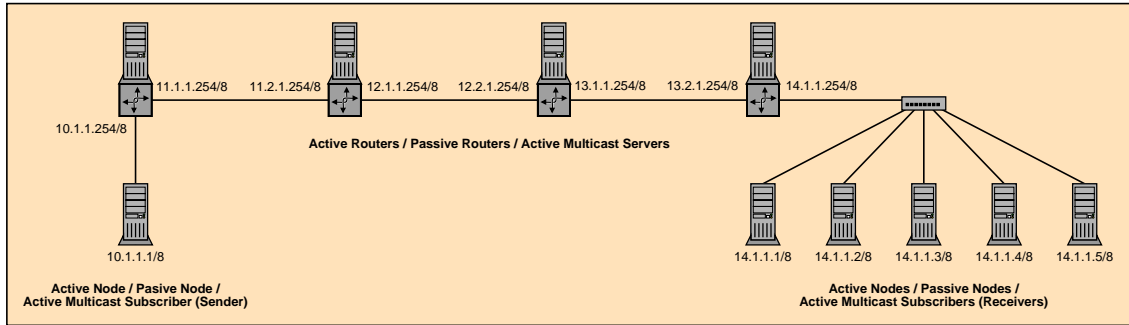 11.1.1.254/8 11.2.1.254/8 12.1.1.254/8 12.2.1.254/8 13.1.1.254/8 13.2.1.254/8 14.1.1.254/8
10.1.1.254/8
Active Routers / Passive Routers / Active Multicast Servers
10.1.1.1/8 14.1.1.1/8 14.1.1.2/8 14.1.1.3/8 14.1.1.4/8 14.1.1.5/8
Active Node / Pasive Node /
Active Multicast Subscriber (Sender)
Active Nodes / Passive Nodes /
Active Multicast Subscribers (Receivers)